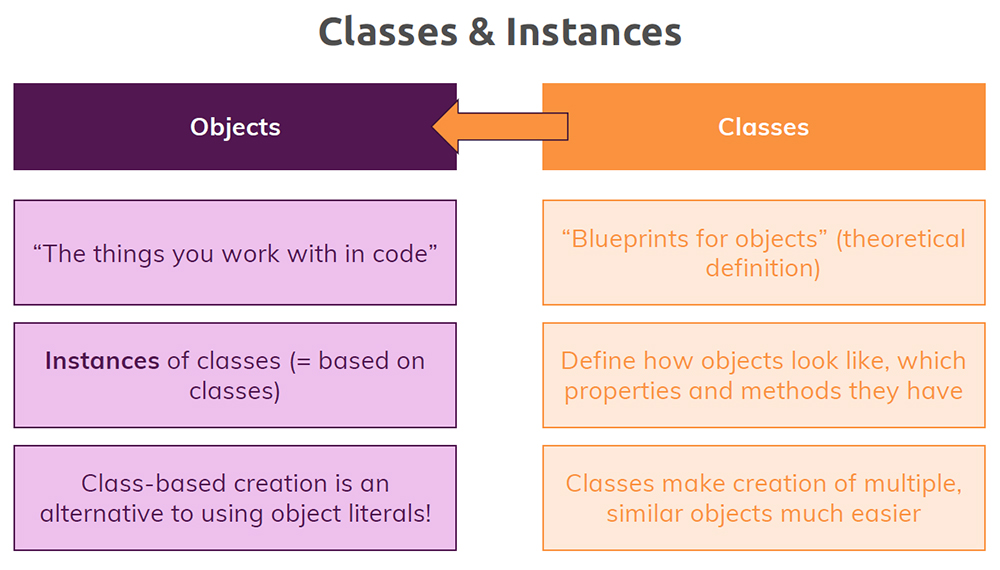 Classes & Instances
Objects
Classes
“The things you work with in code”
“Blueprints for objects” (theoretical
definition)
Instances of classes (= based on
classes)
Define how objects look like, which
properties and methods they have
Class-based creation is an
alternative to using object literals!
Classes make creation of multiple,
similar objects much easier